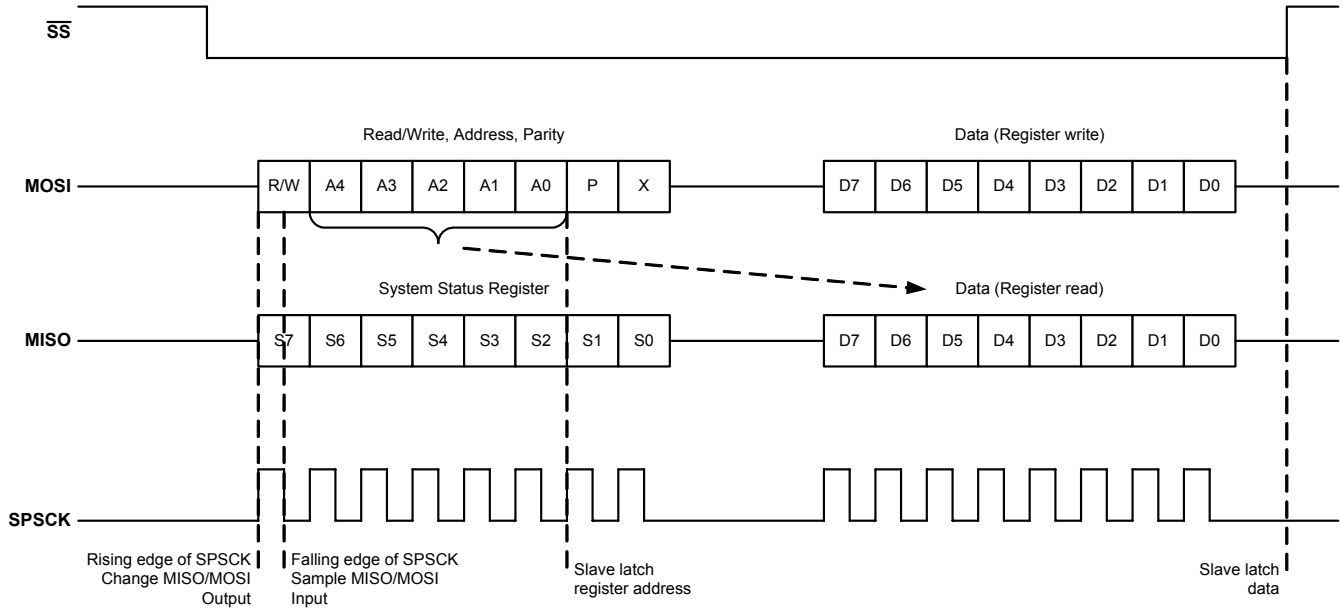 SS
Read/Write, Address, Parity
Data (Register write)
MOSI
R/W A4 A3 A2 A1 A0 P X
D7 D6 D5 D4 D3 D2 D1 D0
System Status Register
Data (Register read)
MISO
S7 S6 S5 S4 S3 S2 S1 S0
D7 D6 D5 D4 D3 D2 D1 D0
SPSCK
Rising edge of SPSCK
Change MISO/MOSI
Output
Falling edge of SPSCK
Sample MISO/MOSI
Input
Slave latch
register address
Slave latch
data